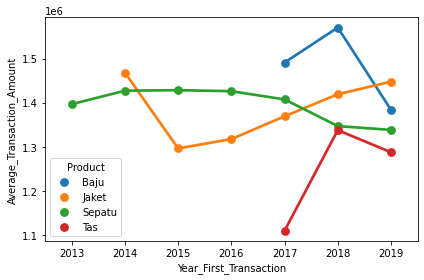 1e6
1.5
1.4
1.3
1.2
1.1
Average_Transaction_Amount
Product
Baju
Jaket
Sepatu
Tas
2013 2014 2015 2016 2017 2018 2019
Year_First_Transaction